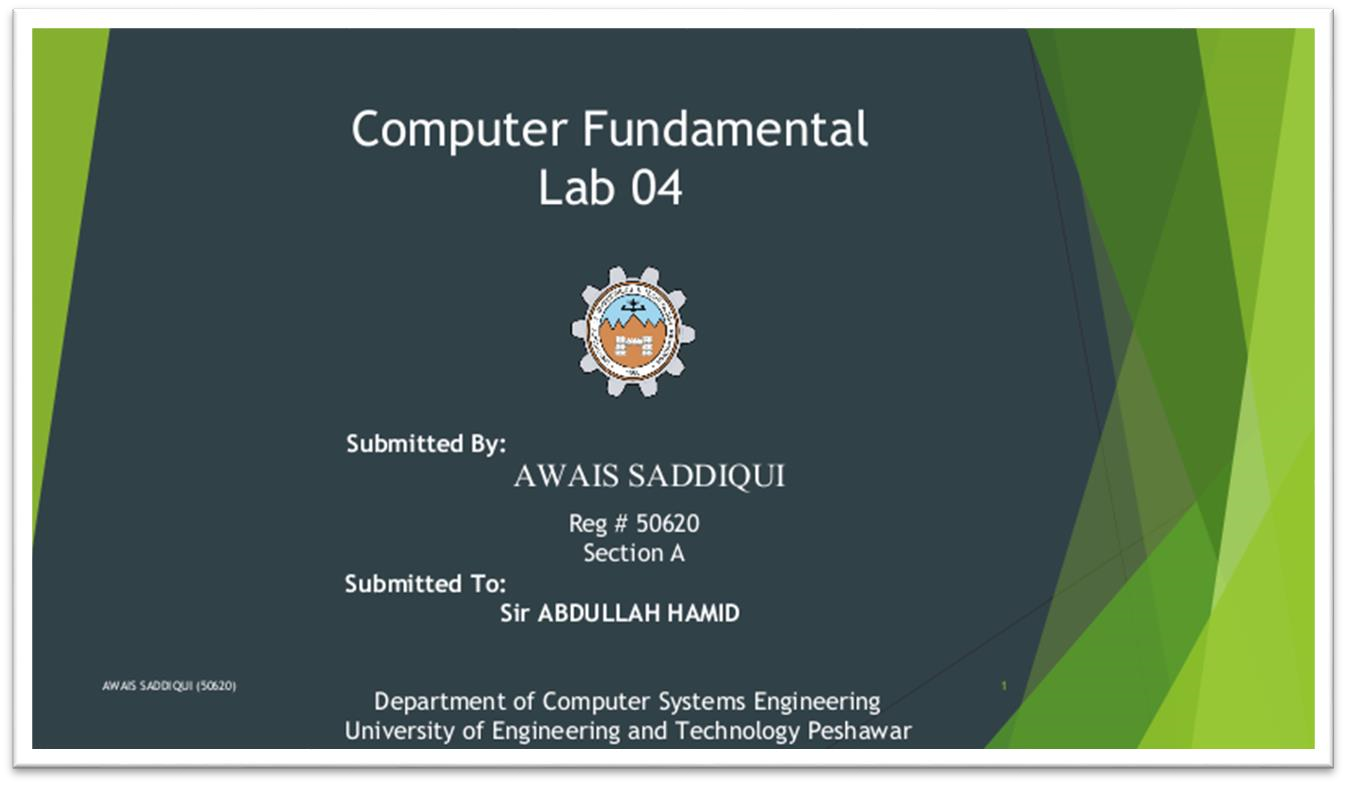 Computer Fundamental
Lab 04
Submitted By:
AWAIS SADDIQUI
Reg # 50620
Section A
Submitted To:
Sir ABDULLAH HAMID
AWAIS SADDIQUI (50620)
1
Department of Computer Systems Engineering
University of Engineering and Technology Peshawar